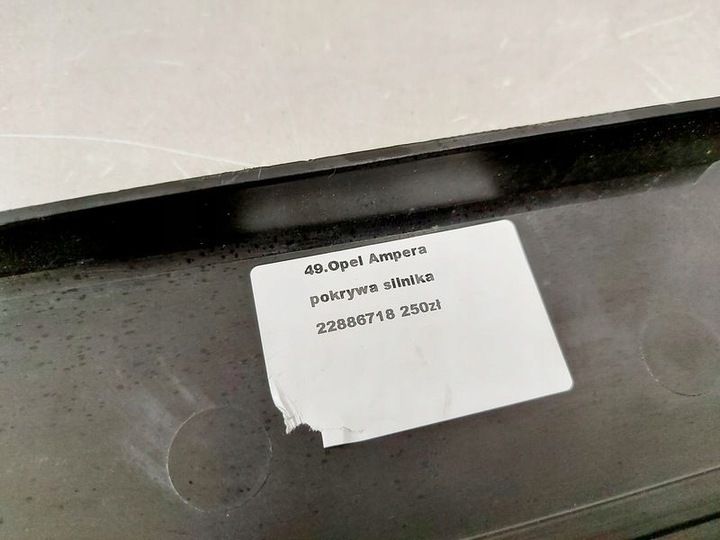 49.Opel Ampera
pokrywa silnika
22886718 250zł